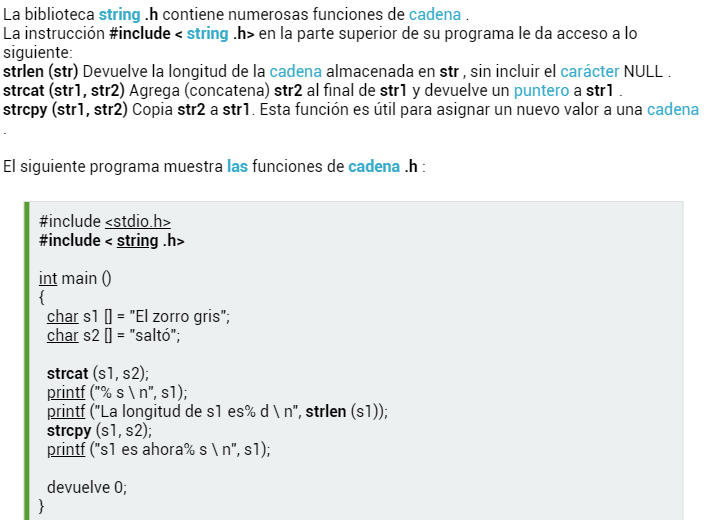 La biblioteca string .h contiene numerosas funciones de cadena .
La instrucción #include < string .h> en la parte superior de su programa le da acceso a lo
siguiente:
strlen (str) Devuelve la longitud de la cadena almacenada en str , sin incluir el carácter NULL .
strcat (str1, str2) Agrega (concatena) str2 al final de str1 y devuelve un puntero a str1 .
strcpy (str1, str2) Copia str2 a str1. Esta función es útil para asignar un nuevo valor a una cadena
.
El siguiente programa muestra las funciones de cadena .h :
#include <stdio.h>
#include < string .h>
int main ()
{
char s1 [] = "El zorro gris";
char s2 [] = "saltó";
strcat (s1, s2);
printf ("% s \ n", s1);
printf ("La longitud de s1 es% d \ n", strlen (s1));
strcpy (s1, s2);
printf ("s1 es ahora% s \ n", s1);
devuelve 0;
}